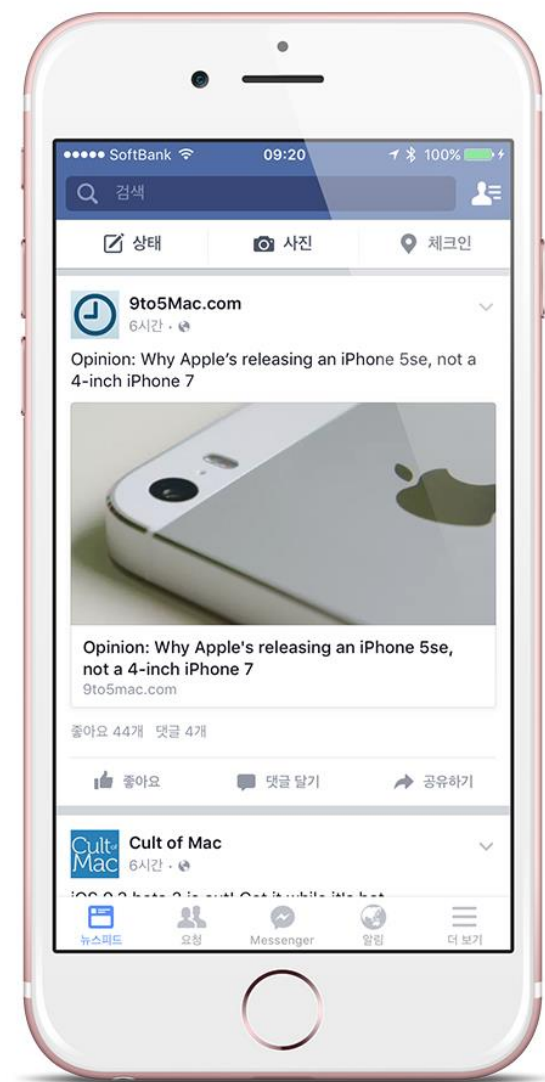 SoftBank 09:20 100%
검색
상태 사진 체크인
9to5Mac.com
6시간 ·
Opinion: Why Apple’s releasing an iPhone 5se, not a
4-inch iPhone 7
Opinion: Why Apple's releasing an iPhone 5se,
not a 4-inch iPhone 7
9to5mac.com
좋아요 44개 댓글 4개
좋아요 댓글 달기 공유하기
Cult of Mac
Cult of Mac
6시간 ·
뉴스피드 요청 Messenger 알림 더 보기